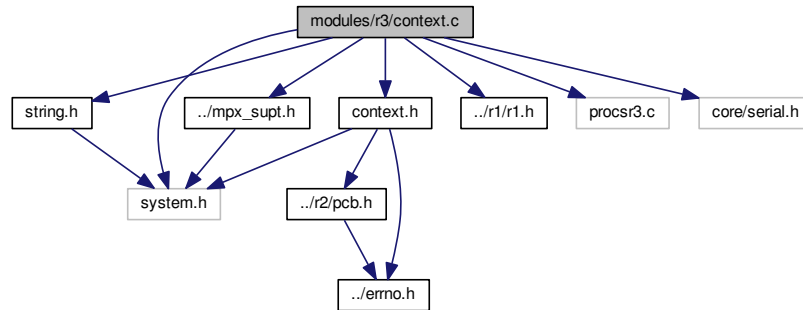 modules/r3/context.c
string.h
../mpx_supt.h
context.h
../r1/r1.h
procsr3.c
core/serial.h
system.h
../r2/pcb.h
../errno.h